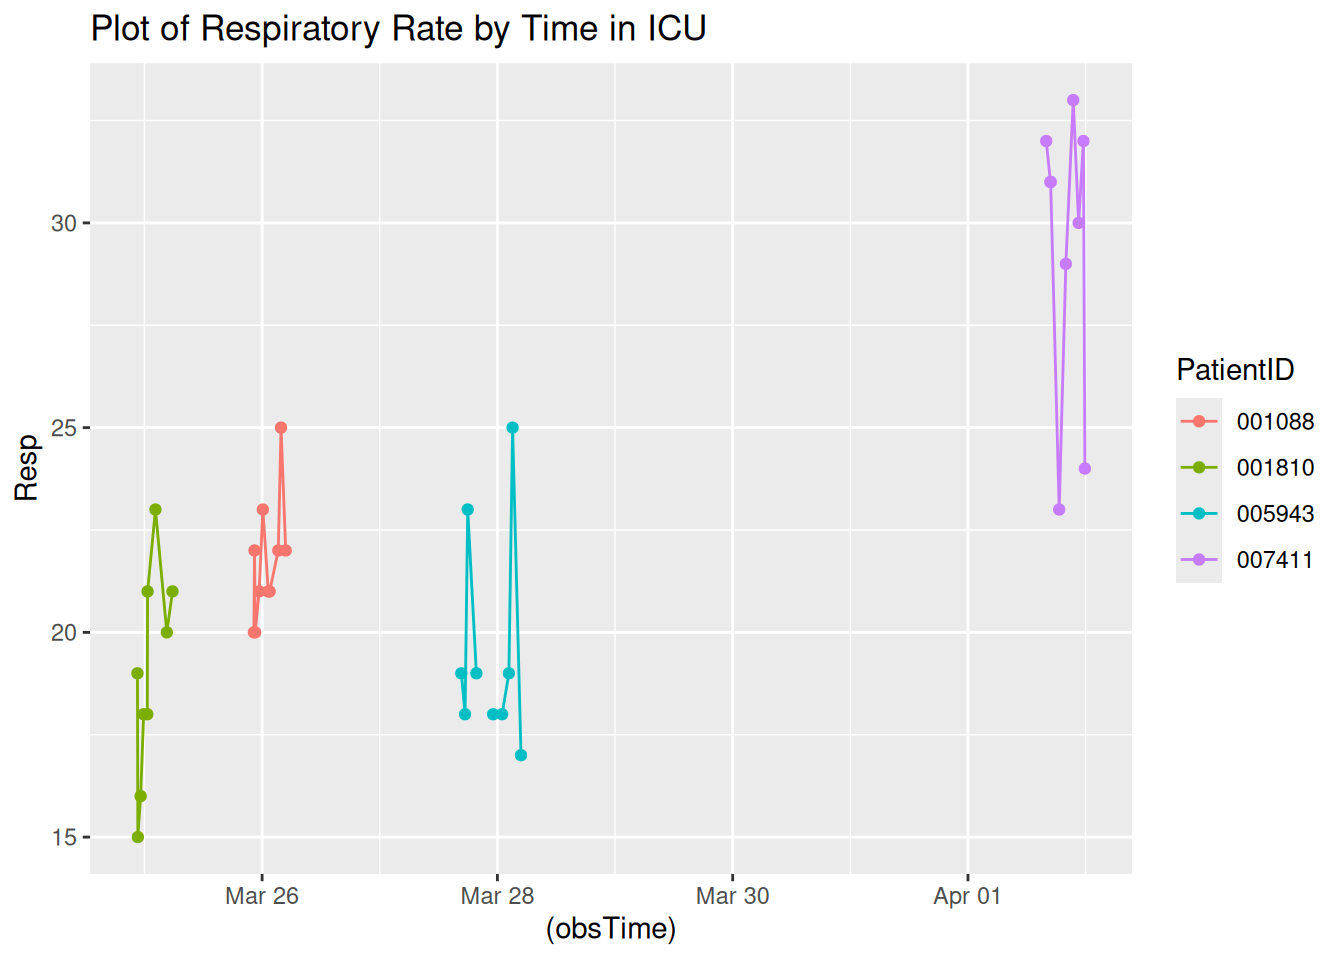 Plot of Respiratory Rate by Time in ICU
30
25
20
15
Resp
Mar 26
Mar 28
Mar 30
Apr 01
(obsTime)
PatientID
001088
001810
005943
007411